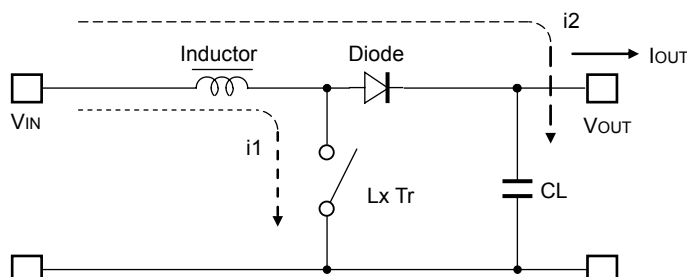 i2
Inductor
Diode
IOUT
VIN
VOUT
i1
Lx Tr
CL